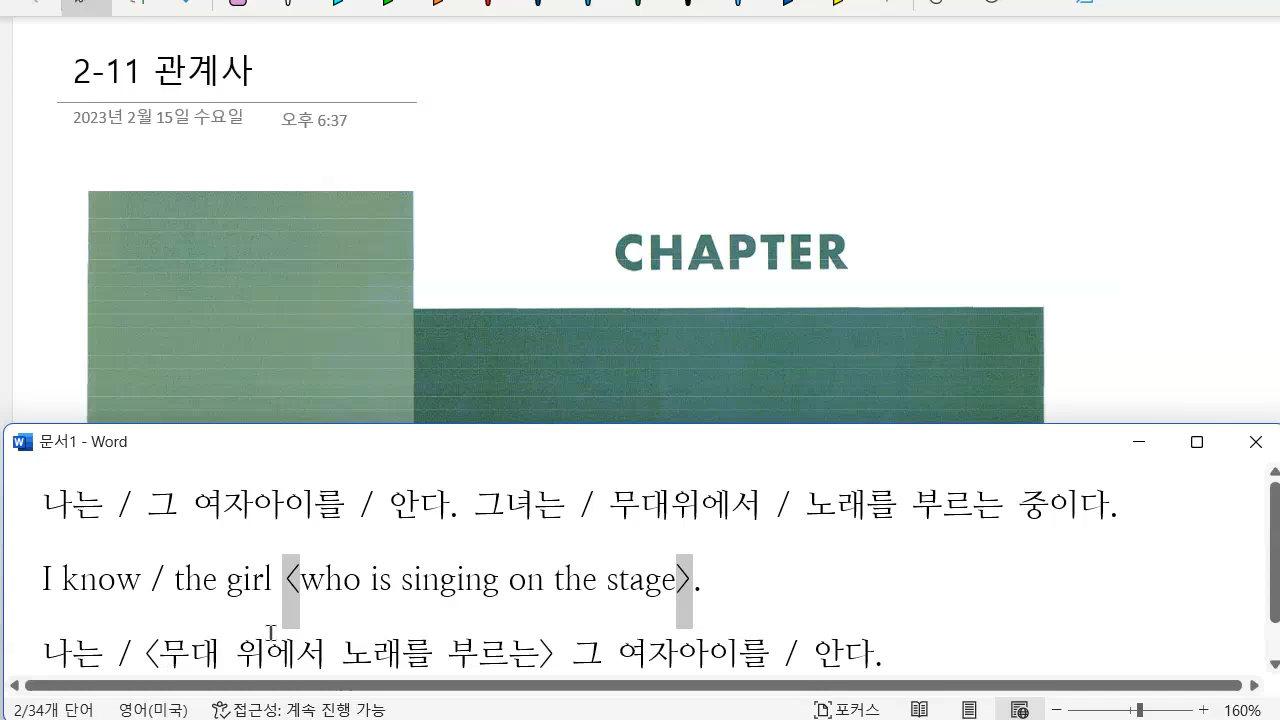 2-11 관계사
2023년 2월 15일 수요일 오후 6:37
CHAPTER
문서1 - Word
나는 / 그 여자아이를 / 안다. 그녀는 / 무대위에서 / 노래를 부르는 중이다.
I know / the girl 〈who is singing on the stage〉.
나는 / 〈무대 위에서 노래를 부르는〉 그 여자아이를 / 안다.
2/34개 단어 영어(미국) 접근성: 계속 진행 가능 포커스 160%